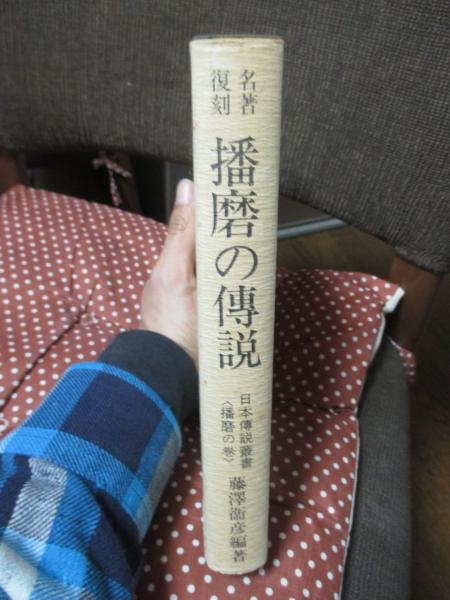 名著
復刻
播磨の傳説
日本傳説叢書
〈播磨の巻〉
藤澤衞彦編著